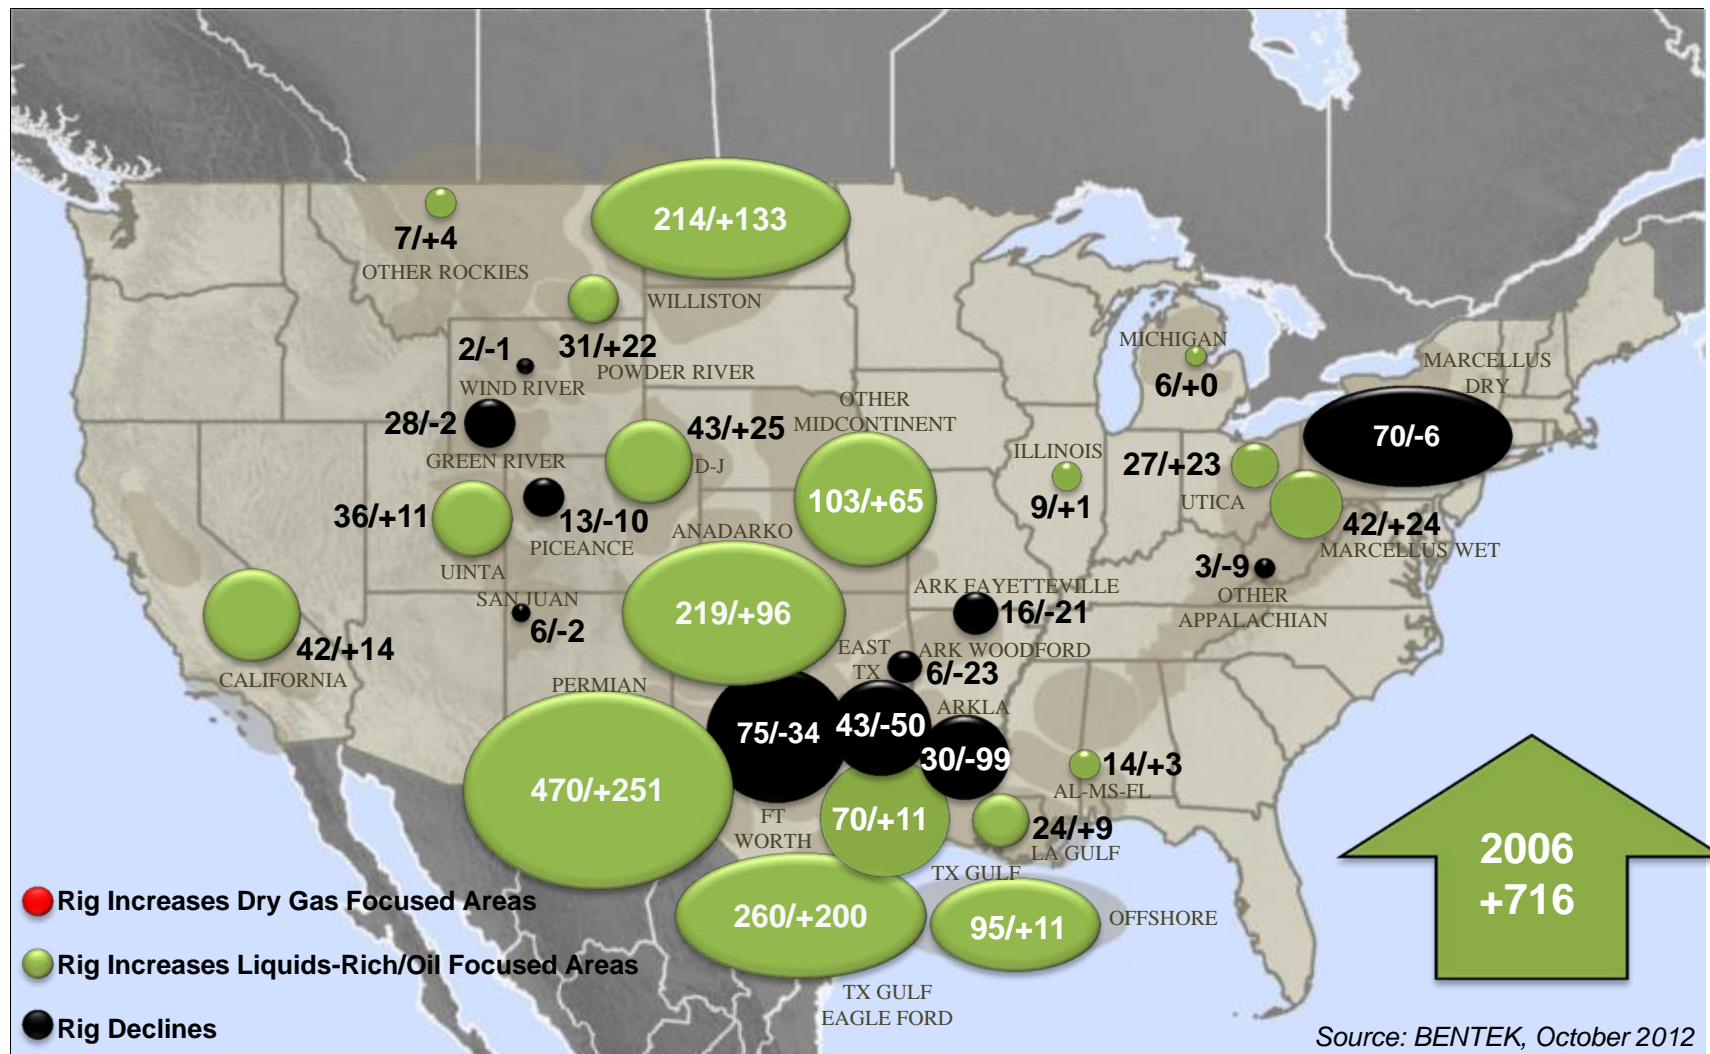 214/+133
7/+4
OTHER ROCKIES
WILLISTON
2/-1
31/+22
POWDER RIVER
WIND RIVER
MICHIGAN
6/+0
MARCELLUS
DRY
70/-6
28/-2
GREEN RIVER
43/+25
D-J
OTHER
MIDCONTINENT
103/+65
ILLINOIS
9/+1
27/+23
UTICA
42/+24
MARCELLUS WET
36/+11
UINTA
13/-10
PICEANCE
ANADARKO
219/+96
3/-9
OTHER
APPALACHIAN
SAN JUAN
6/-2
ARK FAYETTEVILLE
16/-21
42/+14
CALIFORNIA
EAST
TX
ARK WOODFORD
6/-23
PERMIAN
470/+251
75/-34
43/-50
ARKLA
30/-99
14/+3
AL-MS-FL
FT
WORTH
70/+11
24/+9
LA GULF
TX GULF
260/+200
95/+11
OFFSHORE
TX GULF
EAGLE FORD
2006
+716
Rig Increases Dry Gas Focused Areas
Rig Increases Liquids-Rich/Oil Focused Areas
Rig Declines
Source: BENTEK, October 2012